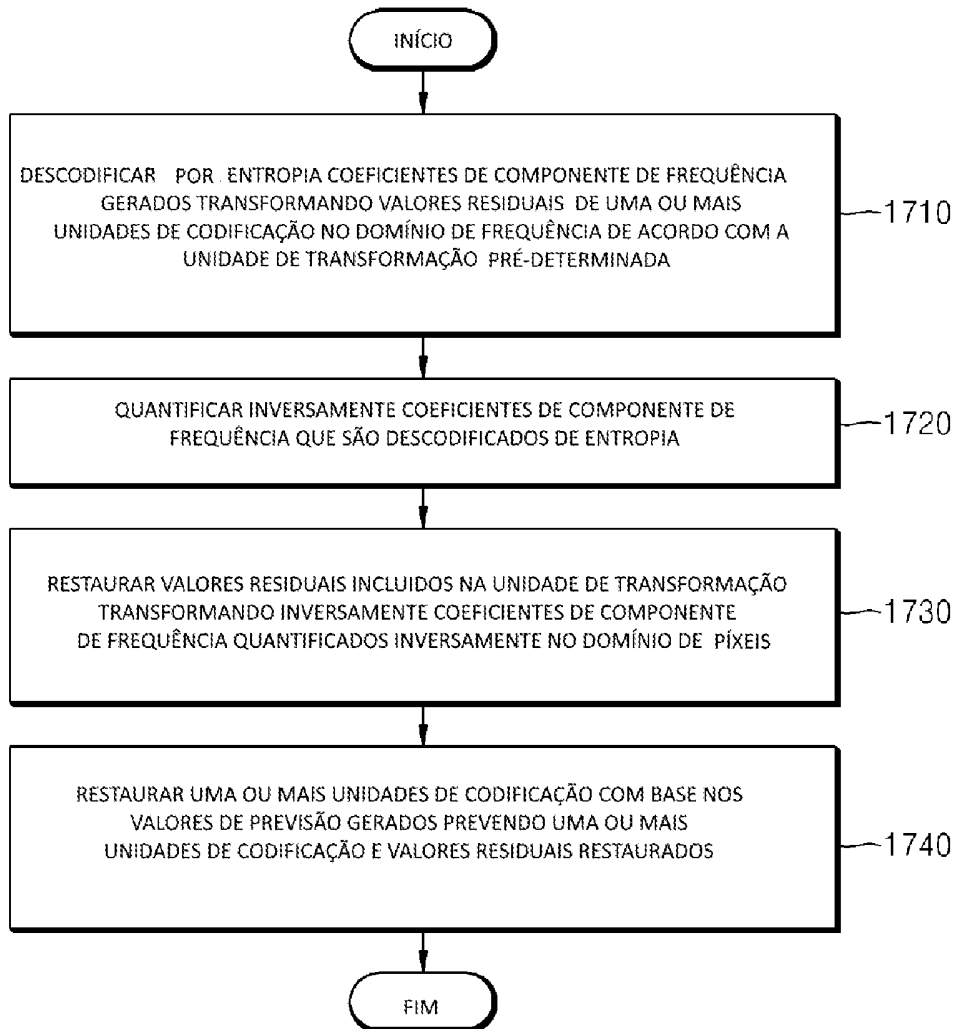 INÍCIO
DESCODIFICAR POR ENTROPIA COEFICIENTES DE COMPONENTE DE FREQUÊNCIA
GERADOS TRANSFORMANDO VALORES RESIDUAIS DE UMA OU MAIS
UNIDADES DE CODIFICAÇÃO NO DOMÍNIO DE FREQUÊNCIA DE ACORDO COM A
UNIDADE DE TRANSFORMAÇÃO PRÉ-DETERMINADA
1710
QUANTIFICAR INVERSAMENTE COEFICIENTES DE COMPONENTE DE
FREQUÊNCIA QUE SÃO DESCODIFICADOS DE ENTROPIA
1720
RESTAURAR VALORES RESIDUAIS INCLUIDOS NA UNIDADE DE TRANSFORMAÇÃO
TRANSFORMANDO INVERSAMENTE COEFICIENTES DE COMPONENTE
DE FREQUÊNCIA QUANTIFICADOS INVERSAMENTE NO DOMÍNIO DE PÍXEIS
1730
RESTAURAR UMA OU MAIS UNIDADES DE CODIFICAÇÃO COM BASE NOS
VALORES DE PREVISÃO GERADOS PREVENDO UMA OU MAIS
UNIDADES DE CODIFICAÇÃO E VALORES RESIDUAIS RESTAURADOS
1740
FIM